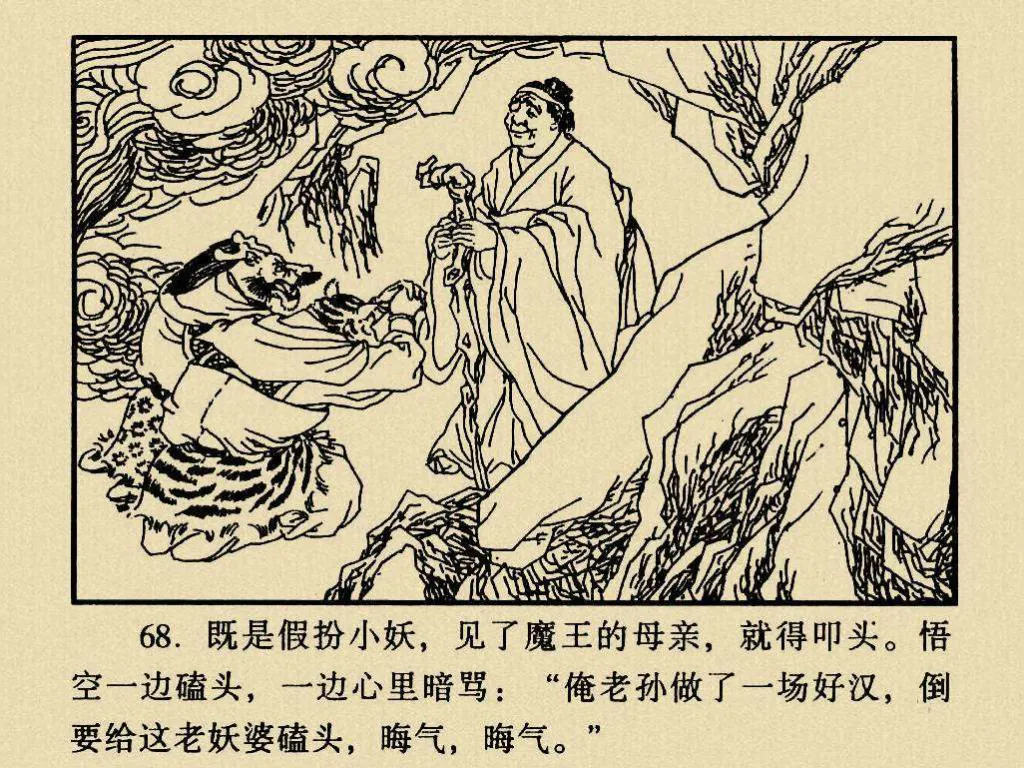 68. 既是假扮小妖，见了魔王的母亲，就得叩头。悟
空一边磕头，一边心里暗骂：“俺老孙做了一场好汉，倒
要给这老妖婆磕头，晦气，晦气。”